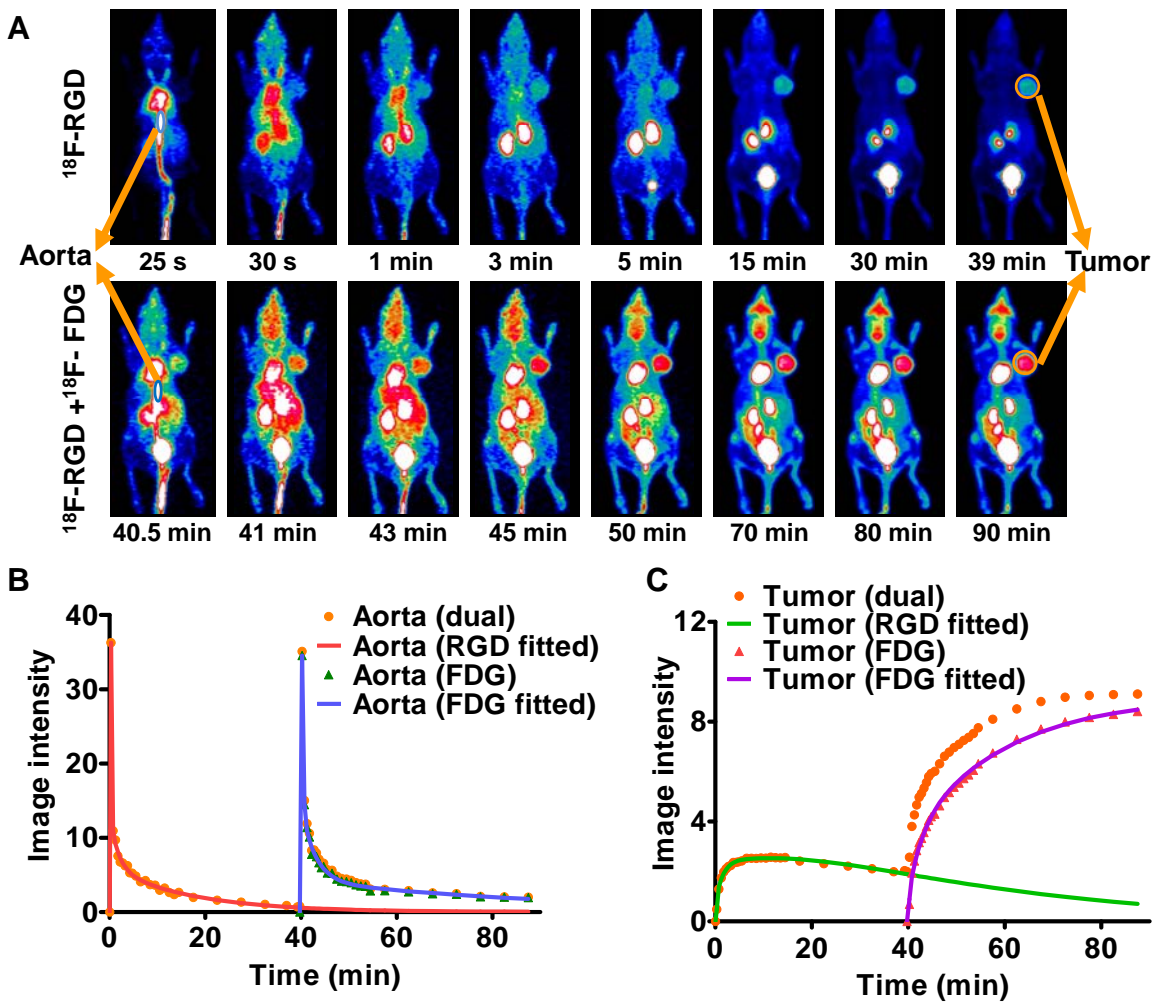 A
18F-RGD
Aorta
25 s 30 s 1 min 3 min 5 min 15 min 30 min 39 min
Tumor
18F-RGD +18F- FDG
40.5 min 41 min 43 min 45 min 50 min 70 min 80 min 90 min
B
Image intensity
40
30
20
10
0
0 20 40 60 80
Time (min)
Aorta (dual)
Aorta (RGD fitted)
Aorta (FDG)
Aorta (FDG fitted)
C
Image intensity
12
8
4
0
0 20 40 60 80
Time (min)
Tumor (dual)
Tumor (RGD fitted)
Tumor (FDG)
Tumor (FDG fitted)